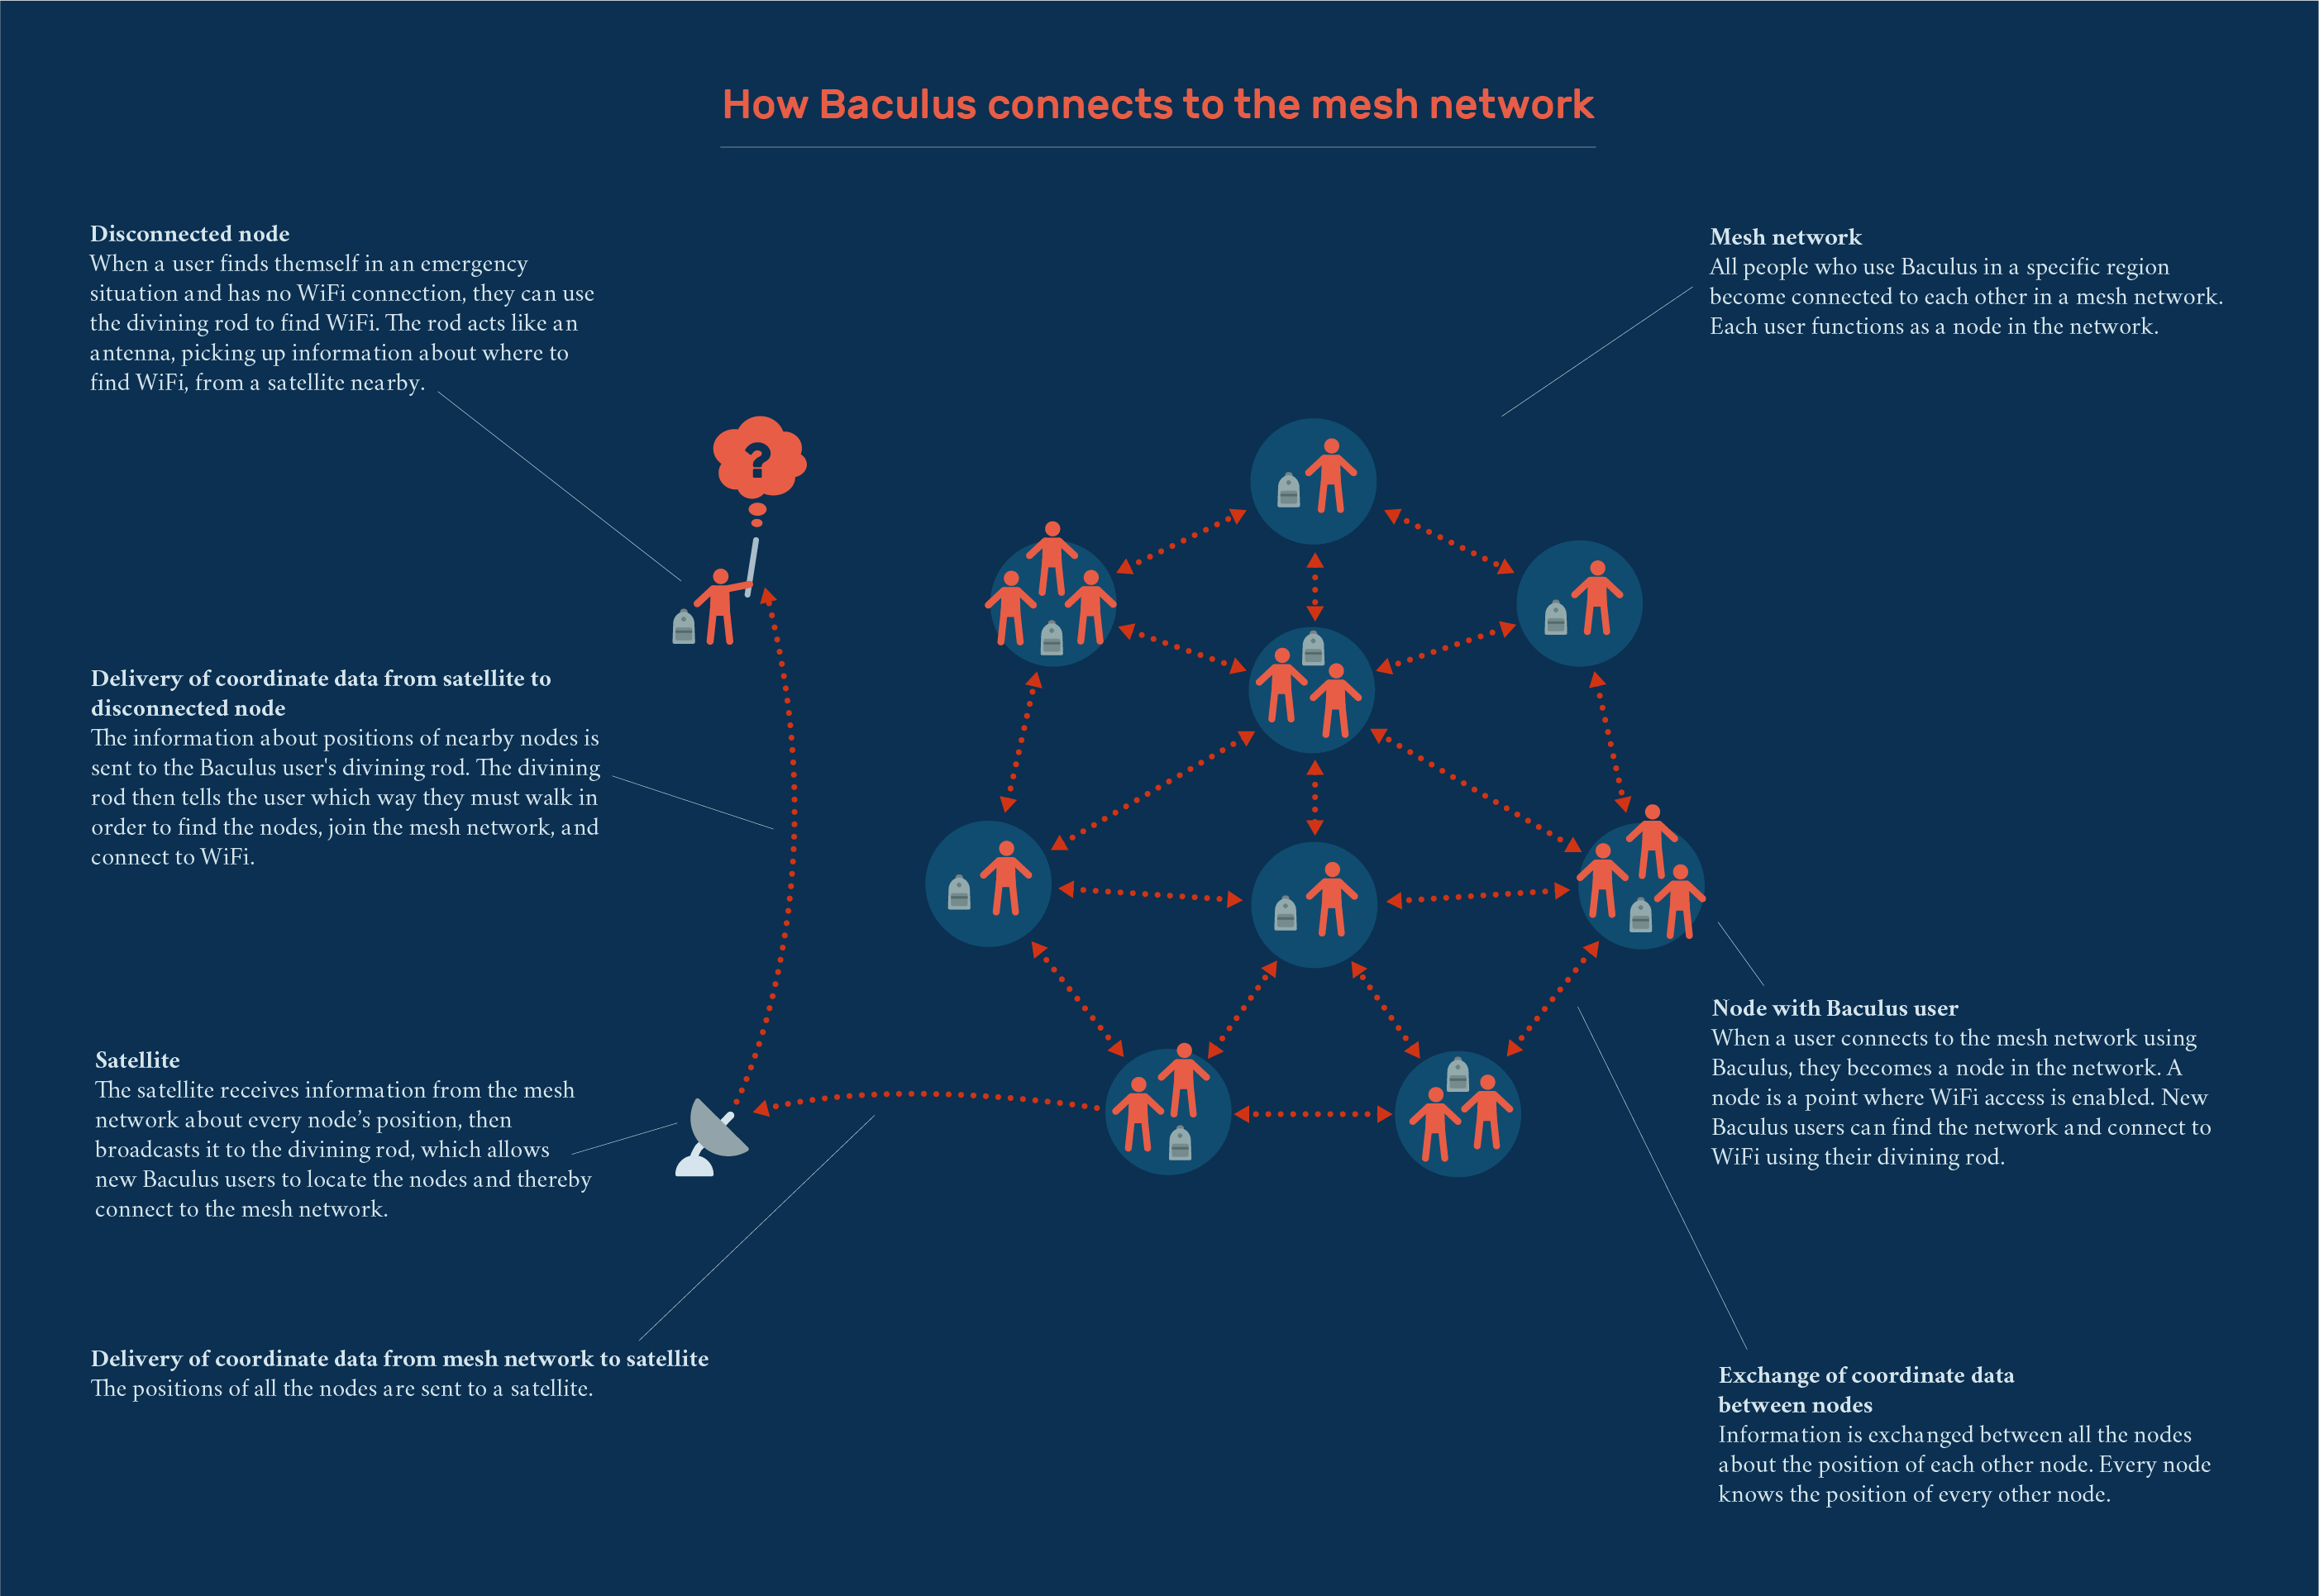 How Baculus connects to the mesh network
Disconnected node
When a user finds themself in an emergency
situation and has no WiFi connection, they can use
the divining rod to find WiFi. The rod acts like an
antenna, picking up information about where to
find WiFi, from a satellite nearby.
Mesh network
All people who use Baculus in a specific region
become connected to each other in a mesh network.
Each user functions as a node in the network.
?
Delivery of coordinate data from satellite to
disconnected node
The information about positions of nearby nodes is
sent to the Baculus user's divining rod. The divining
rod then tells the user which way they must walk in
order to find the nodes, join the mesh network, and
connect to WiFi.
Satellite
The satellite receives information from the mesh
network about every node’s position, then
broadcasts it to the divining rod, which allows
new Baculus users to locate the nodes and thereby
connect to the mesh network.
Node with Baculus user
When a user connects to the mesh network using
Baculus, they becomes a node in the network. A
node is a point where WiFi access is enabled. New
Baculus users can find the network and connect to
WiFi using their divining rod.
Delivery of coordinate data from mesh network to satellite
The positions of all the nodes are sent to a satellite.
Exchange of coordinate data
between nodes
Information is exchanged between all the nodes
about the position of each other node. Every node
knows the position of every other node.